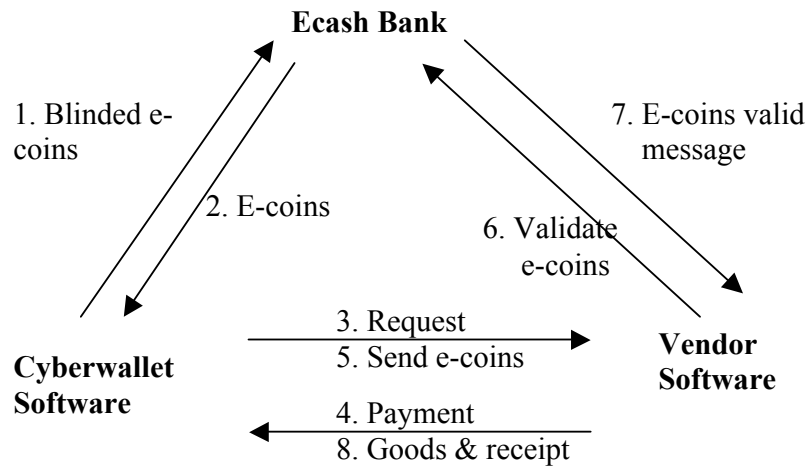 Ecash Bank
1. Blinded e-
coins
7. E-coins valid
message
2. E-coins
6. Validate
e-coins
3. Request
5. Send e-coins
Cyberwallet
Software
Vendor
Software
4. Payment
8. Goods & receipt